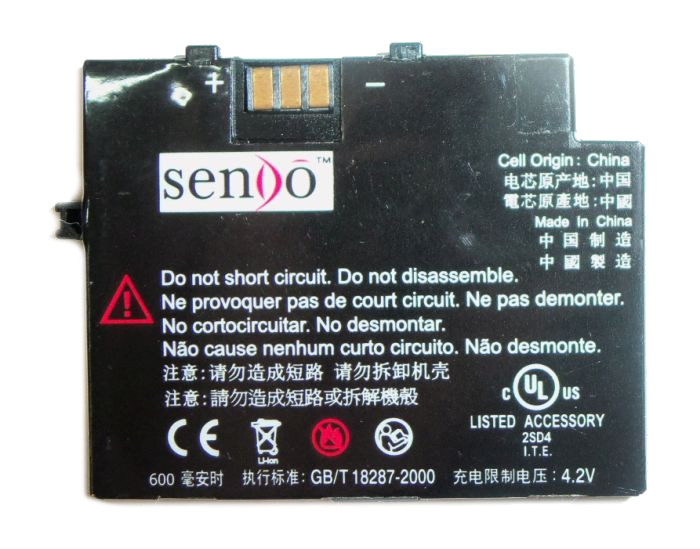 + −
sendo™
Cell Origin: China
电芯原产地:中国
電芯原產地:中國
Made In China
中国制造
中國製造
Do not short circuit. Do not disassemble.
Ne provoquer pas de court circuit. Ne pas demonter.
No cortocircuitar. No desmontar.
Não cause nenhum curto circuito. Não desmonte.
注意:请勿造成短路 请勿拆卸机壳
注意:請勿造成短路或拆解機殼
C UL US
LISTED ACCESSORY
2SD4
I.T.E.
CE
Li-Ion
600 毫安时 执行标准: GB/T 18287-2000 充电限制电压: 4.2V